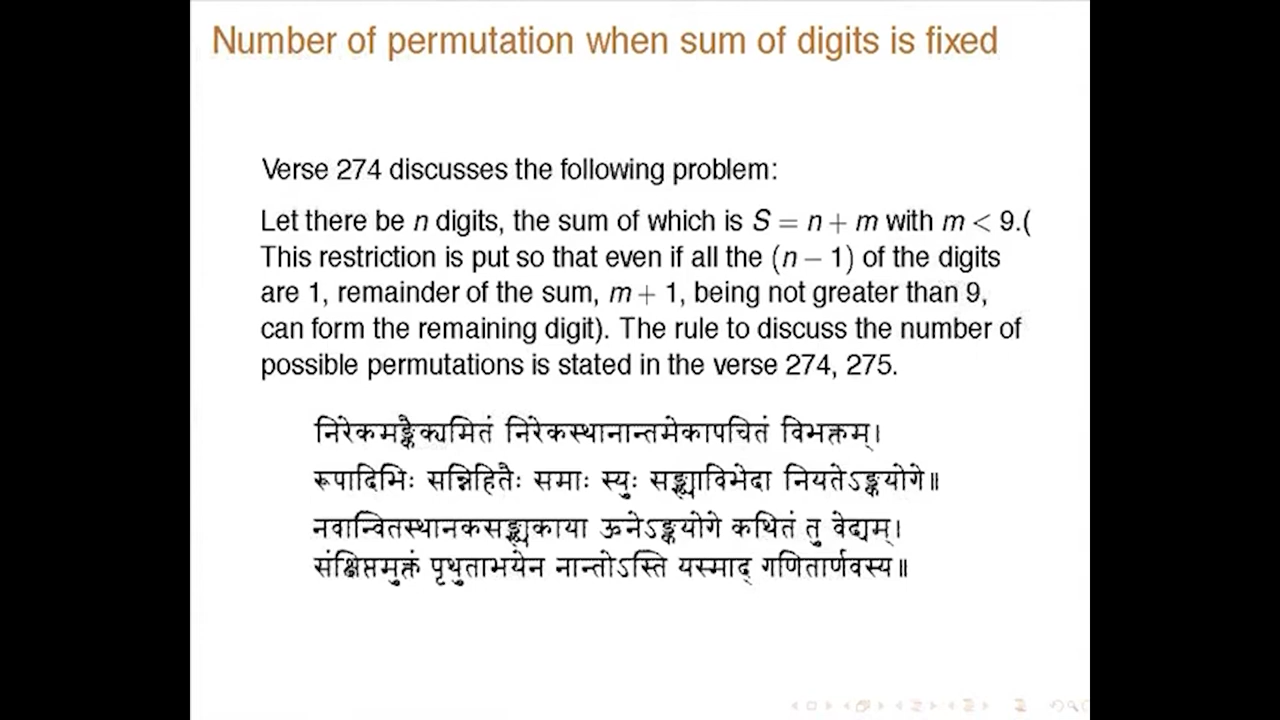 Number of permutation when sum of digits is fixed
Verse 274 discusses the following problem:
Let there be n digits, the sum of which is S = n + m with m < 9.(
This restriction is put so that even if all the (n − 1) of the digits
are 1, remainder of the sum, m + 1, being not greater than 9,
can form the remaining digit). The rule to discuss the number of
possible permutations is stated in the verse 274, 275.
निरेकमङ्कैक्यमितं निरेकस्थानान्तमेकापचितं विभक्तम्।
रूपादिभिः सन्निहितैः समाः स्युः सङ्ख्याविभेदा नियतेऽङ्कयोगे॥
नवान्वितस्थानकसङ्ख्यकाया ऊनेऽङ्कयोगे कथितं तु वेद्यम्।
संक्षिप्तमुक्तं पृथुताभयेन नान्तोऽस्ति यस्माद् गणितार्णवस्य॥